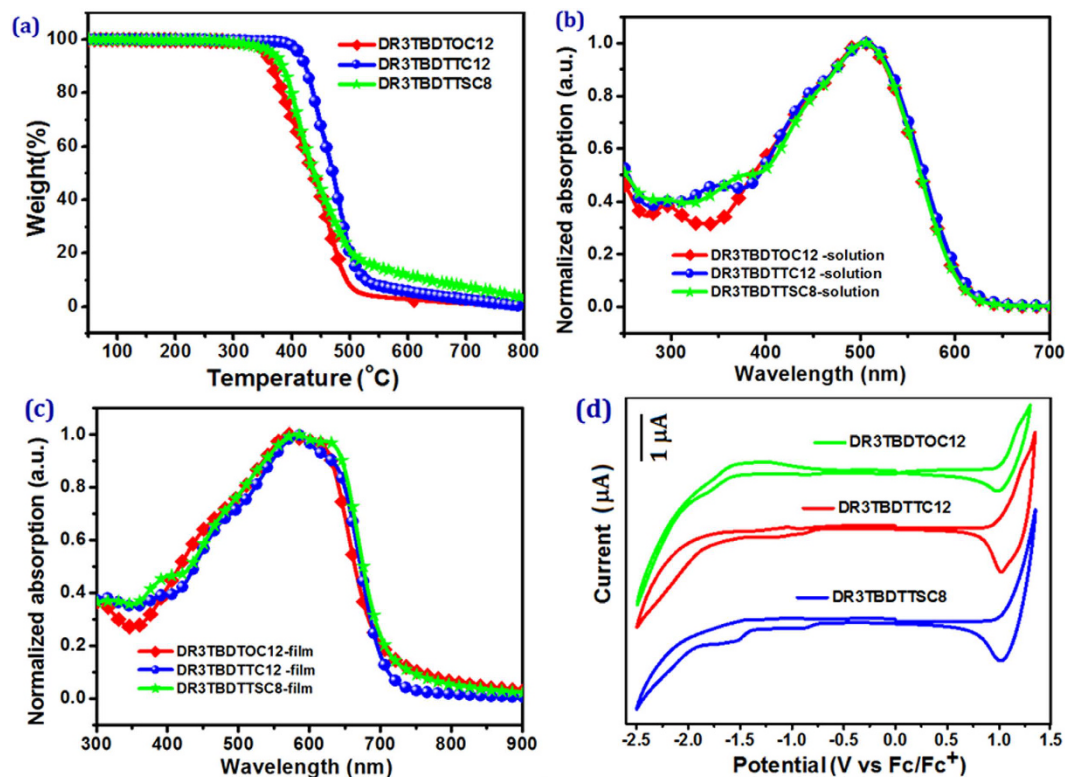 (a)
DR3TBDTOC12
DR3TBDTTC12
DR3TBDTTSC8
Weight(%)
100
80
60
40
20
0
100 200 300 400 500 600 700 800
Temperature (°C)
(b)
Normalized absorption (a.u.)
1.0
0.8
0.6
0.4
0.2
0.0
DR3TBDTOC12 -solution
DR3TBDTTC12 -solution
DR3TBDTTSC8-solution
300 400 500 600 700
Wavelength (nm)
(c)
Normalized absorption (a.u.)
1.0
0.8
0.6
0.4
0.2
0.0
DR3TBDTOC12-film
DR3TBDTTC12 -film
DR3TBDTTSC8-film
300 400 500 600 700 800 900
Wavelength (nm)
(d)
1 µA
Current (µA)
DR3TBDTOC12
DR3TBDTTC12
DR3TBDTTSC8
-2.5 -2.0 -1.5 -1.0 -0.5 0.0 0.5 1.0 1.5
Potential (V vs Fc/Fc⁺)